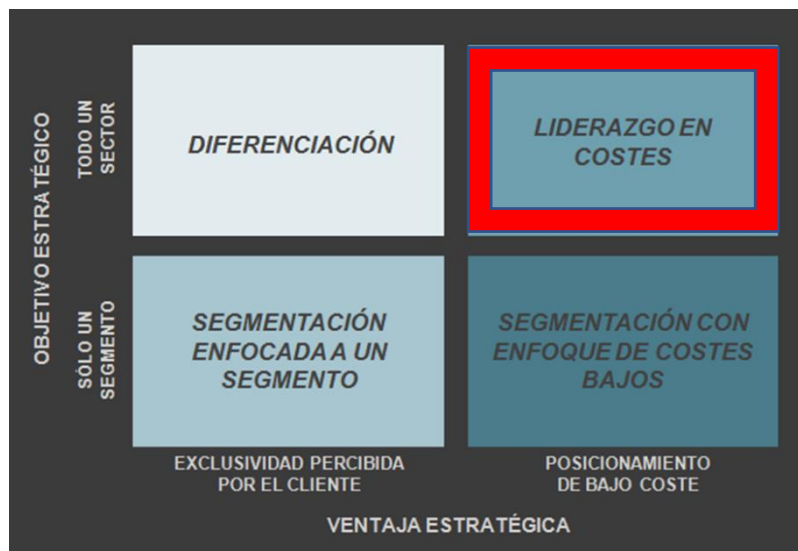 OBJETIVO ESTRATÉGICO
TODO UN
SECTOR
DIFERENCIACIÓN
LIDERAZGO EN
COSTES
SÓLO UN
SEGMENTO
SEGMENTACIÓN
ENFOCADA A UN
SEGMENTO
SEGMENTACIÓN CON
ENFOQUE DE COSTES
BAJOS
EXCLUSIVIDAD PERCIBIDA
POR EL CLIENTE
POSICIONAMIENTO
DE BAJO COSTE
VENTAJA ESTRATÉGICA